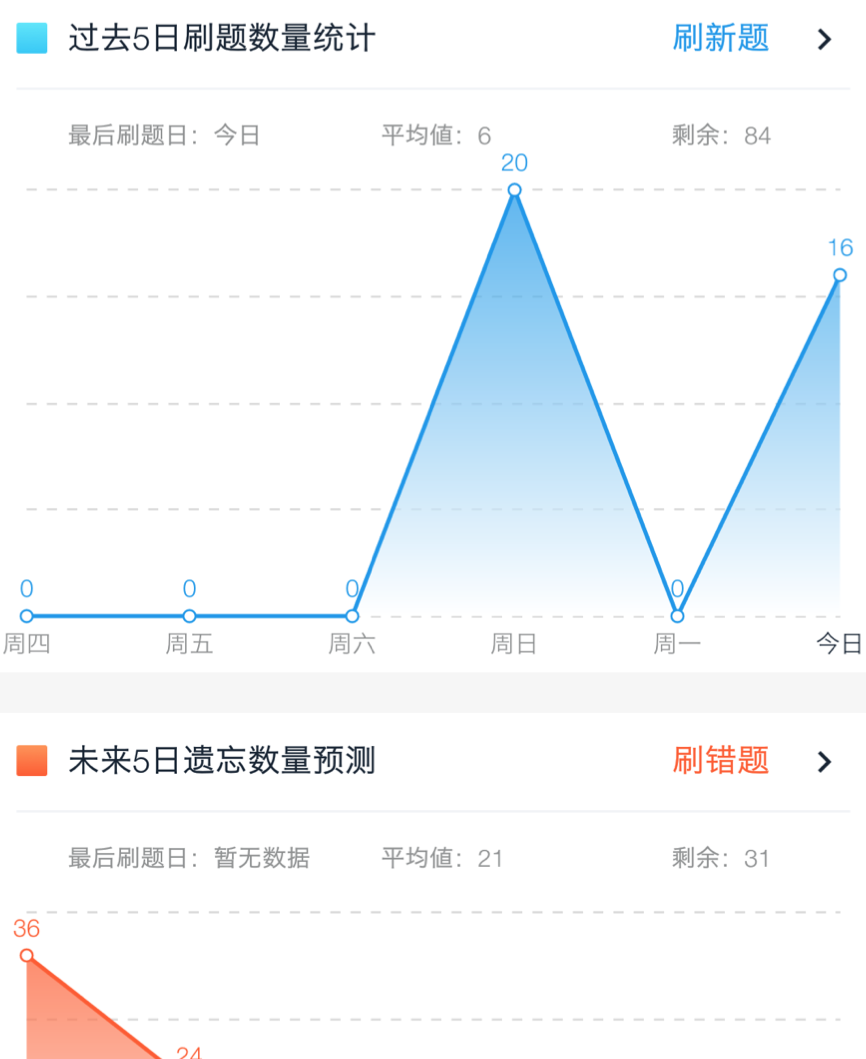 过去5日刷题数量统计 刷新题
最后刷题日：今日 平均值：6 剩余：84
20
16
0 0 0 0
周四 周五 周六 周日 周一 今日
未来5日遗忘数量预测 刷错题
最后刷题日：暂无数据 平均值：21 剩余：31
36
24